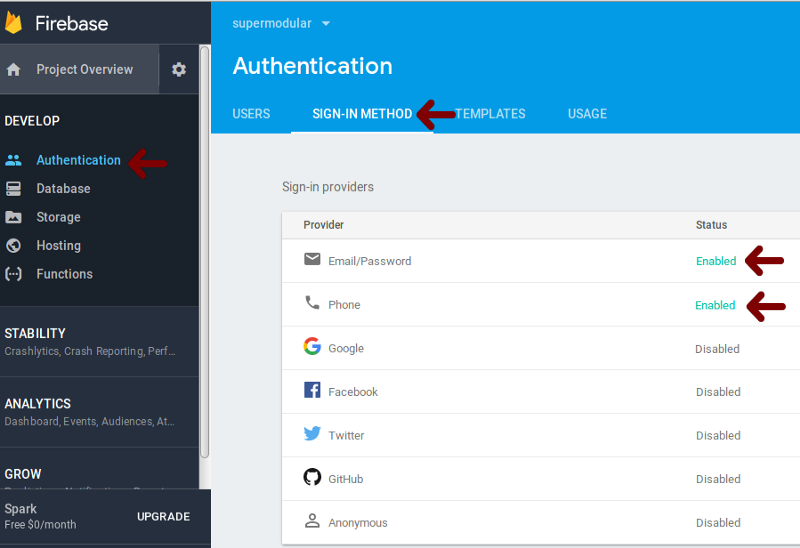 Firebase
Project Overview
DEVELOP
Authentication
Database
Storage
Hosting
Functions
STABILITY
Crashlytics, Crash Reporting, Perf...
ANALYTICS
Dashboard, Events, Audiences, At...
GROW
Spark
Free $0/month
UPGRADE
supermodular
Authentication
USERS SIGN-IN METHOD TEMPLATES USAGE
Sign-in providers
Provider Status
Email/Password Enabled
Phone Enabled
Google Disabled
Facebook Disabled
Twitter Disabled
GitHub Disabled
Anonymous Disabled